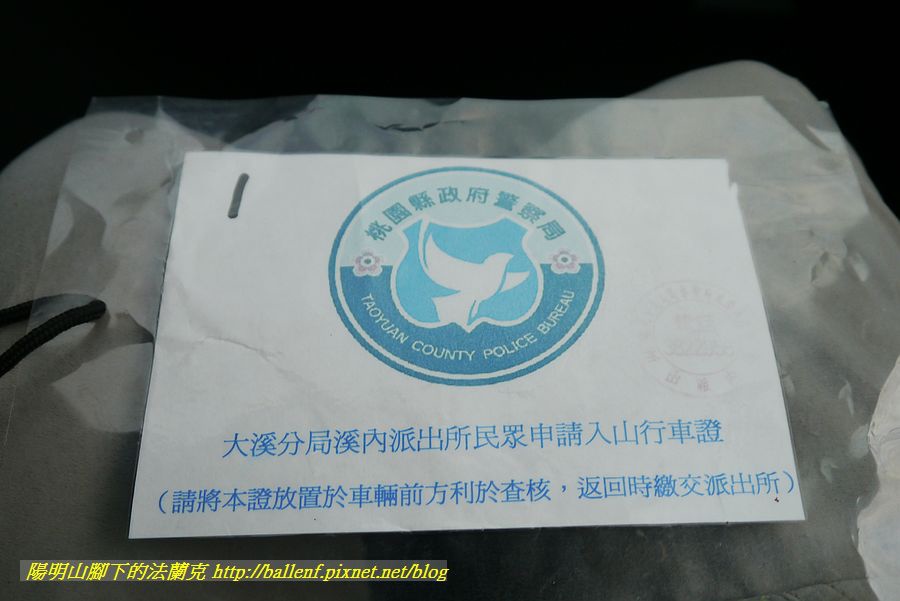 桃園縣政府警察局
TAOYUAN COUNTY POLICE BUREAU
大溪分局溪內派出所民眾申請入山行車證
(請將本證放置於車輛前方利於查核，返回時繳交派出所)
陽明山腳下的法蘭克 http://ballenf.pixnet.net/blog